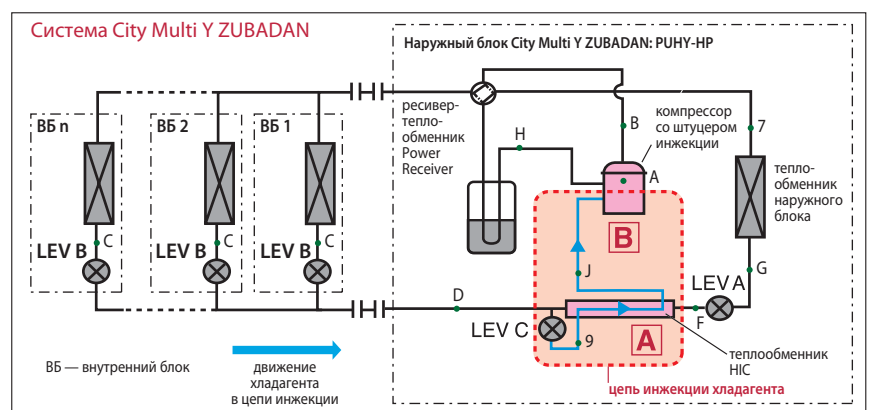 Система City Multi Y ZUBADAN
Наружный блок City Multi Y ZUBADAN: PUHY-HP
ВБ n
ВБ 2
ВБ 1
ресивер-
тепло-
обменник
Power
Receiver
H
B
компрессор
со штуцером
инжекции
A
7
тепло-
обменник
наружного
блока
LEV B
C
LEV B
C
LEV B
C
B
J
G
LEV A
D
F
LEV C
9
A
теплообменник
HIC
цепь инжекции хладагента
ВБ — внутренний блок
движение
хладагента
в цепи инжекции